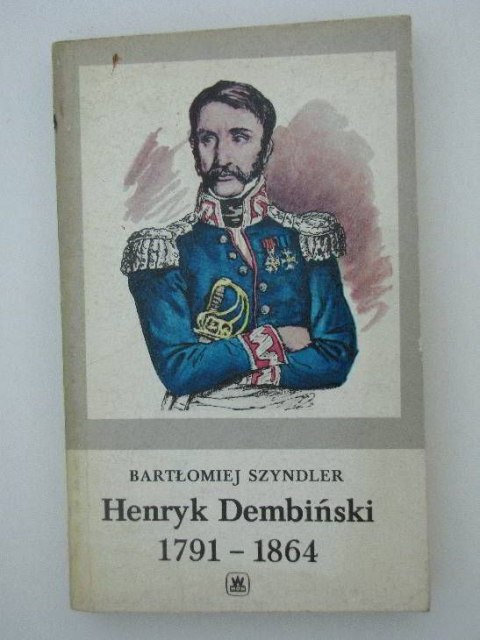 BARTŁOMIEJ SZYNDLER
Henryk Dembiński
1791 – 1864